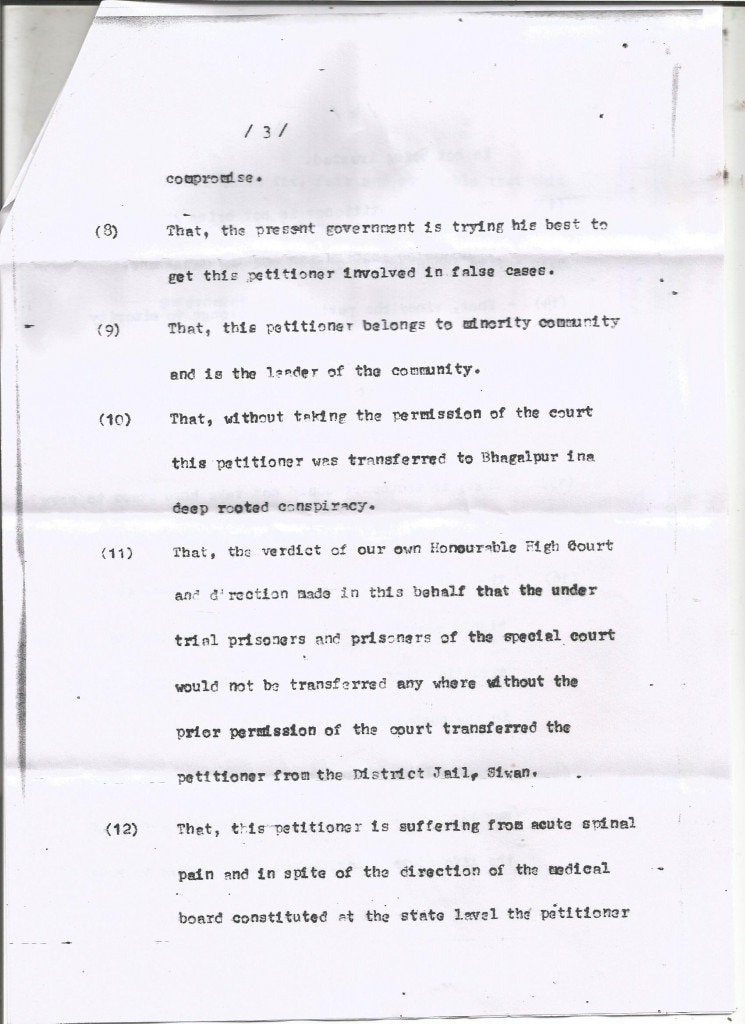 / 3 /
compromise.
(8) That, the present government is trying his best to
get this petitioner involved in false cases.
(9) That, this petitioner belongs to minority community
and is the leader of the community.
(10) That, without taking the permission of the court
this petitioner was transferred to Bhagalpur ina
deep rooted conspiracy.
(11) That, the verdict of our own Honourable High Court
and direction made in this behalf that the under
trial prisoners and prisoners of the special court
would not be transferred any where without the
prior permission of the court transferred the
petitioner from the District Jail, Siwan.
(12) That, this petitioner is suffering from acute spinal
pain and in spite of the direction of the medical
board constituted at the state level the petitioner